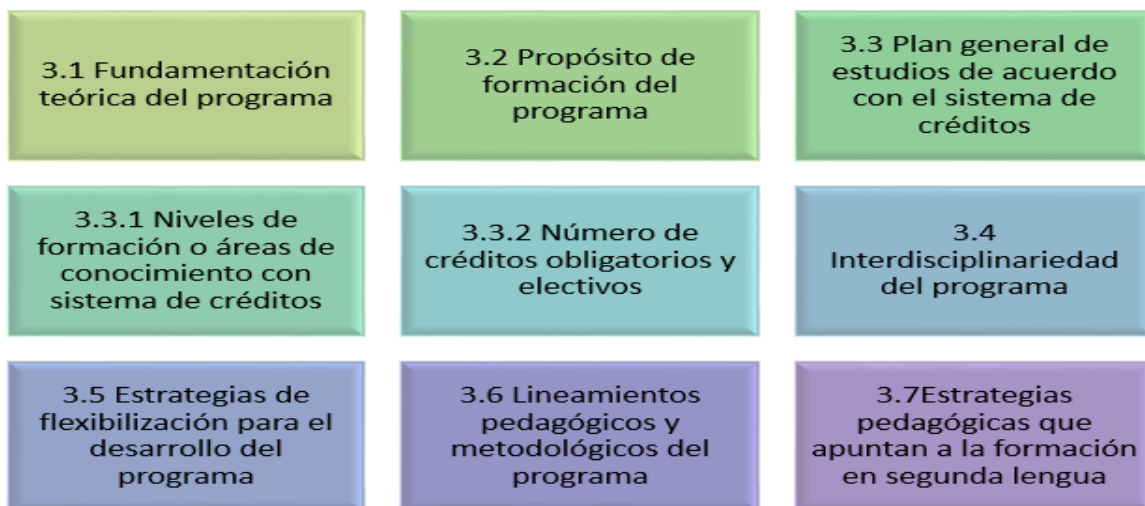 3.1 Fundamentación
teórica del programa
3.2 Propósito de
formación del
programa
3.3 Plan general de
estudios de acuerdo
con el sistema de
créditos
3.3.1 Niveles de
formación o áreas de
conocimiento con
sistema de créditos
3.3.2 Número de
créditos obligatorios y
electivos
3.4
Interdisciplinariedad
del programa
3.5 Estrategias de
flexibilización para el
desarrollo del
programa
3.6 Lineamientos
pedagógicos y
metodológicos del
programa
3.7Estrategias
pedagógicas que
apuntan a la formación
en segunda lengua